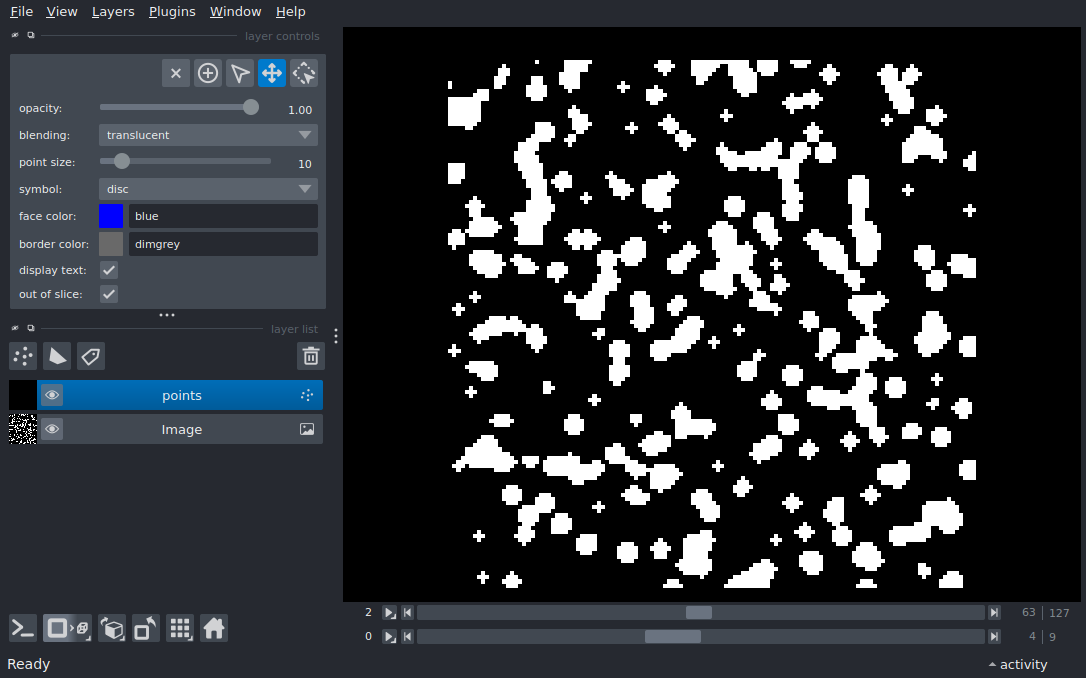 File View Layers Plugins Window Help
layer controls
opacity: 1.00
blending: translucent
point size: 10
symbol: disc
face color: blue
border color: dimgrey
display text:
out of slice:
layer list
points
Image
2 63 127
0 4 9
Ready activity